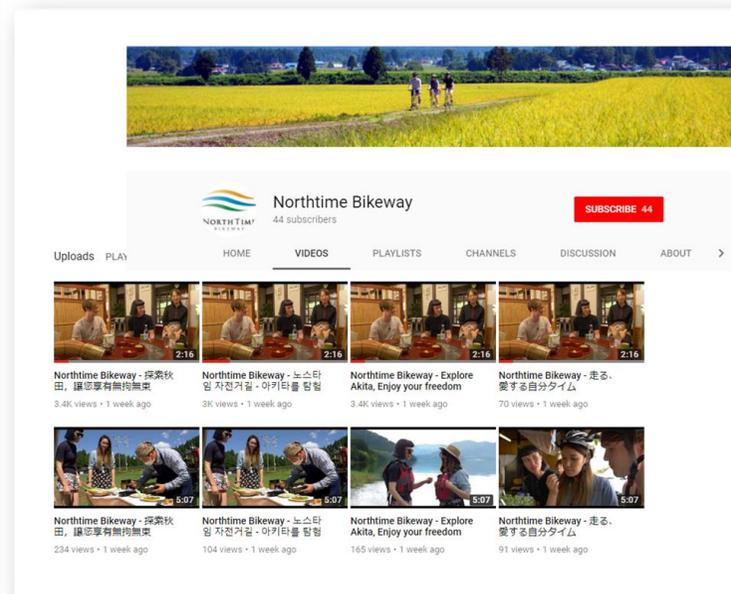 NORTHTIME
BIKEWAY
Northtime Bikeway
44 subscribers
SUBSCRIBE 44
HOME VIDEOS PLAYLISTS CHANNELS DISCUSSION ABOUT
Uploads PLAY
2:16 2:16 2:16 2:16
Northtime Bikeway - 探索秋
田，讓您享有無拘無束
3.4K views • 1 week ago
Northtime Bikeway - 노스타
임 자전거길 - 아키타를 탐험
3K views • 1 week ago
Northtime Bikeway - Explore
Akita, Enjoy your freedom
3.4K views • 1 week ago
Northtime Bikeway - 走る、
愛する自分タイム
70 views • 1 week ago
5:07 5:07 5:07 5:07
Northtime Bikeway - 探索秋
田，讓您享有無拘無束
234 views • 1 week ago
Northtime Bikeway - 노스타
임 자전거길 - 아키타를 탐험
104 views • 1 week ago
Northtime Bikeway - Explore
Akita, Enjoy your freedom
165 views • 1 week ago
Northtime Bikeway - 走る、
愛する自分タイム
91 views • 1 week ago